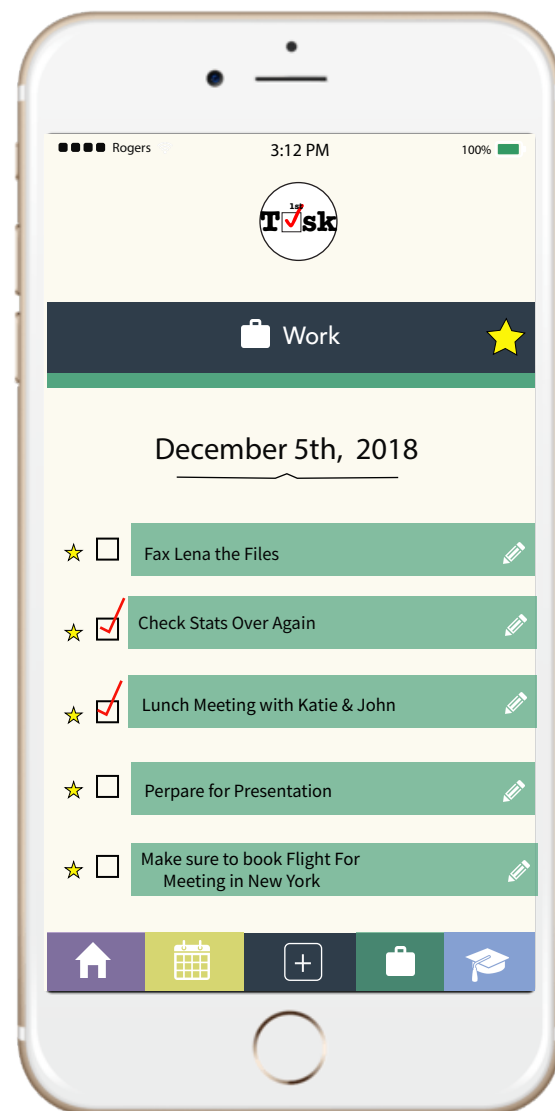 Rogers 3:12 PM 100%
1st
Task
Work
December 5th, 2018
Fax Lena the Files
Check Stats Over Again
Lunch Meeting with Katie & John
Perpare for Presentation
Make sure to book Flight For
Meeting in New York